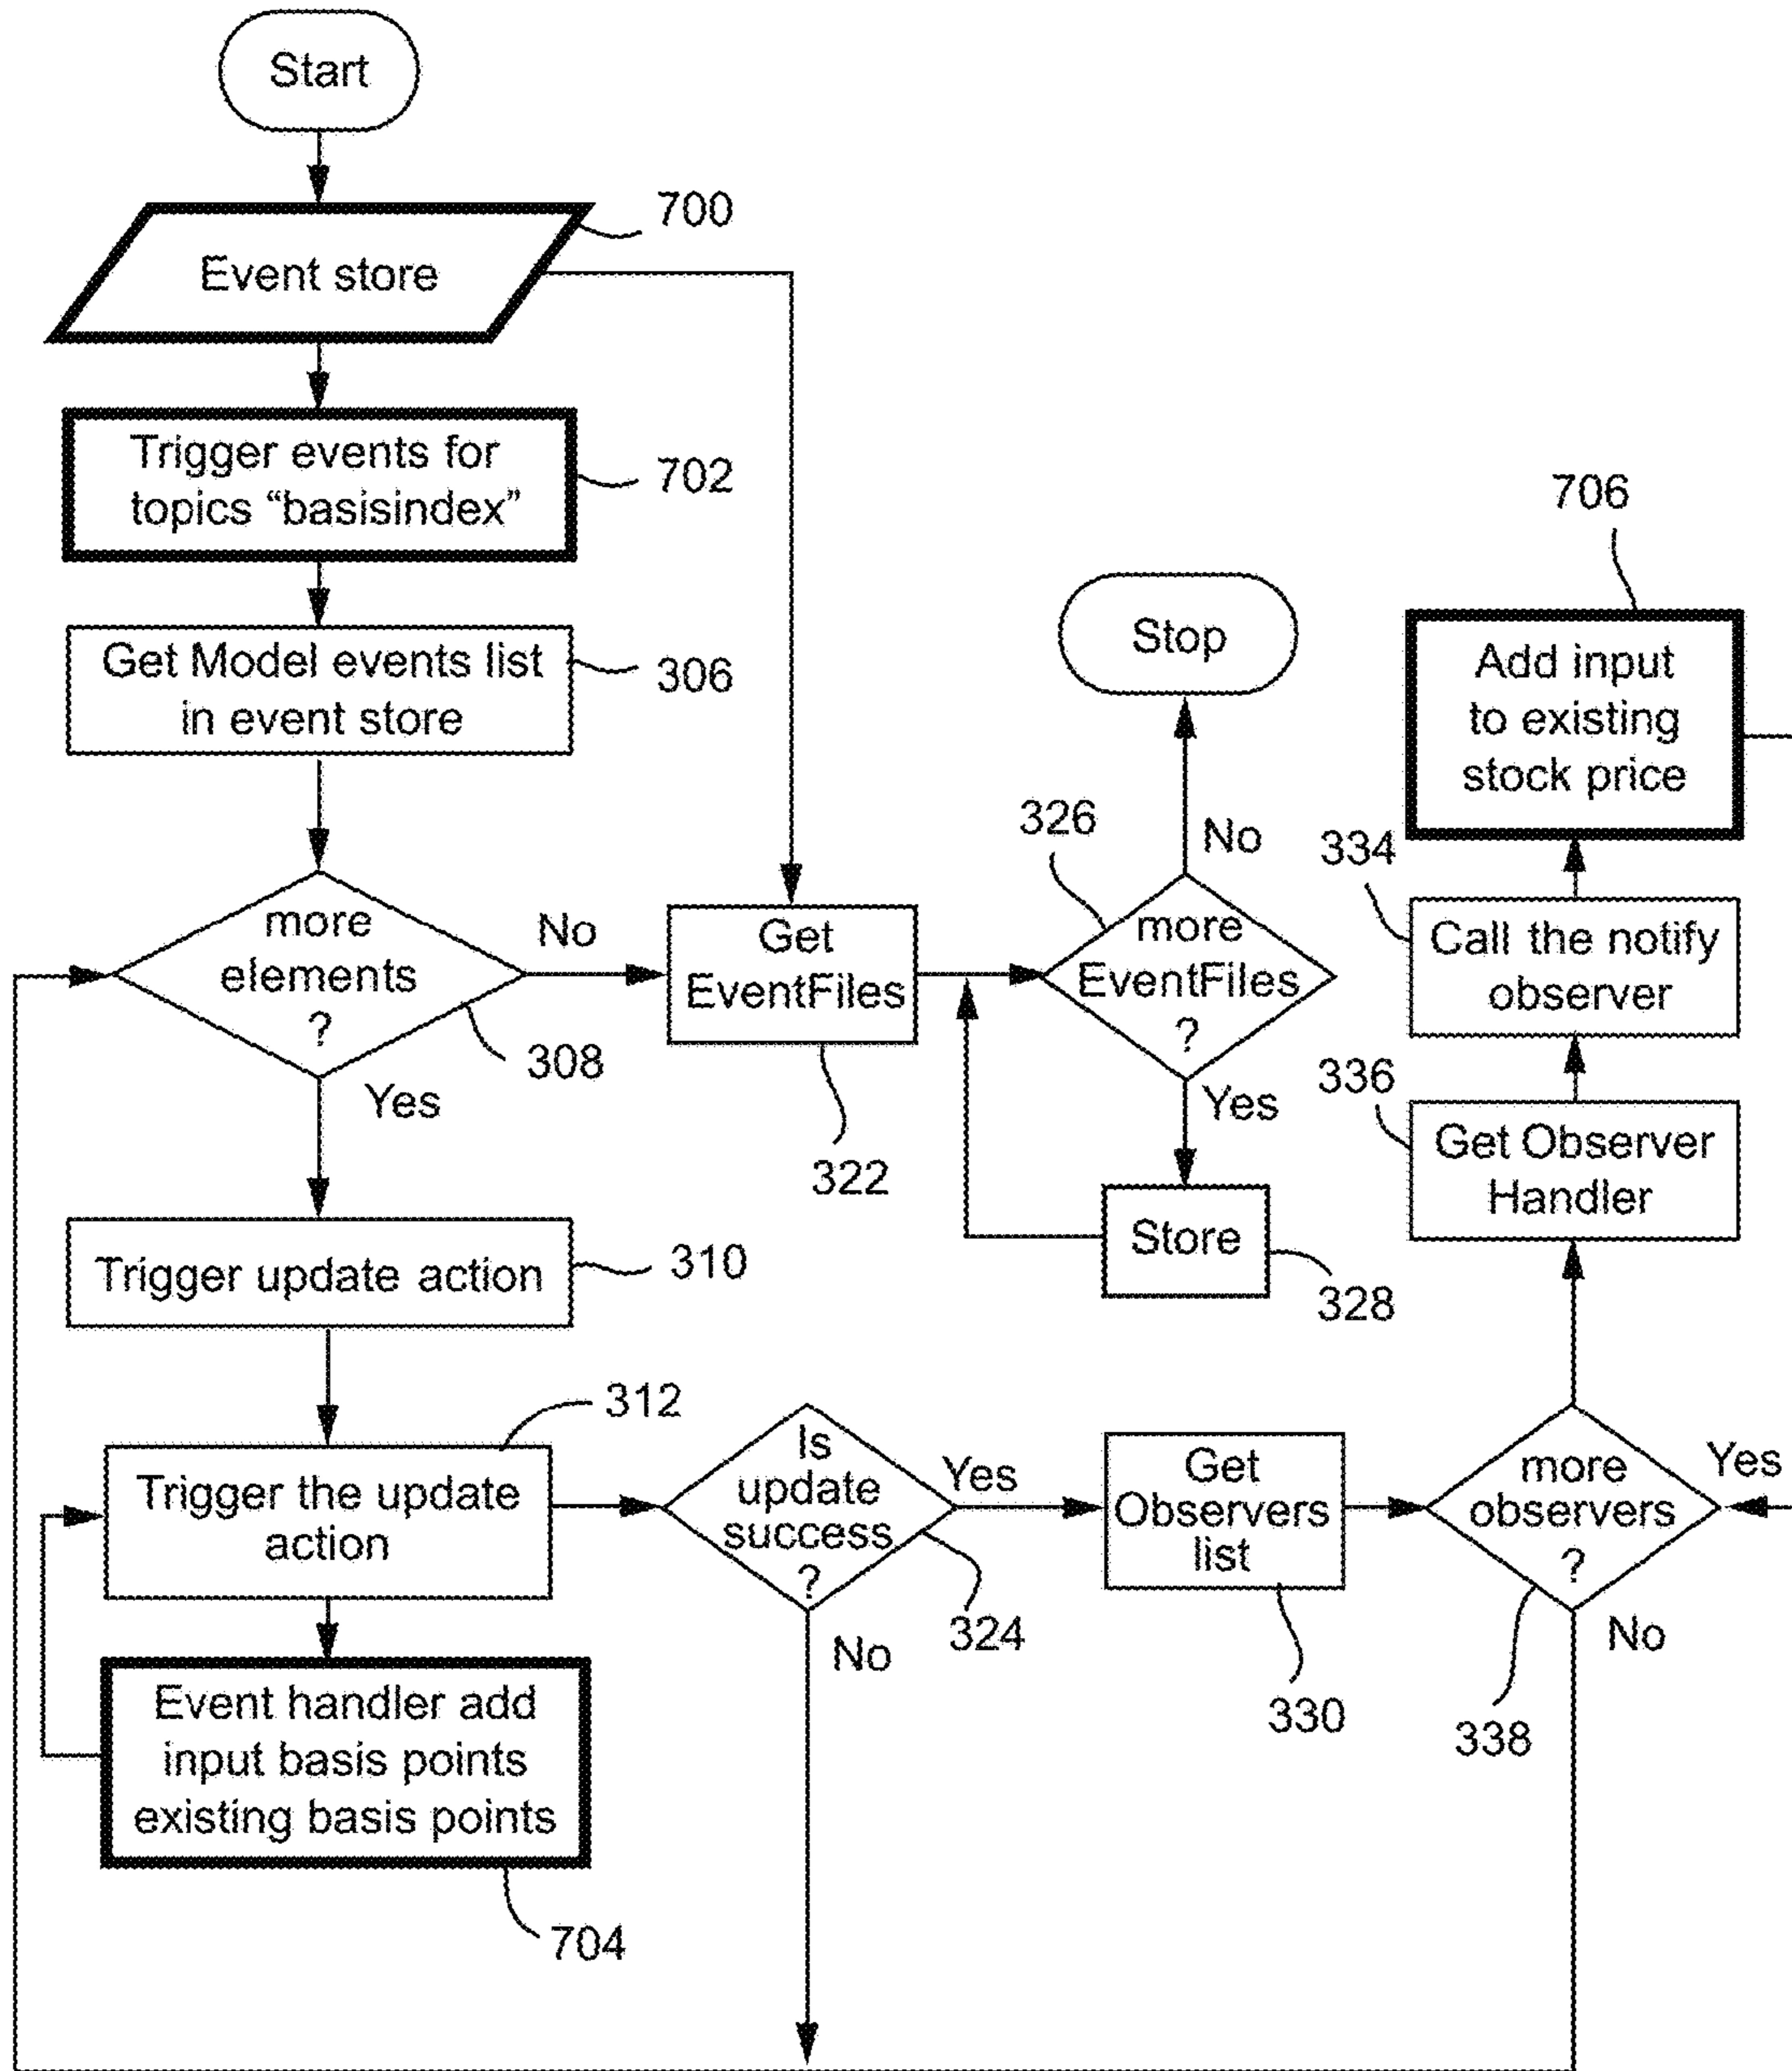 Start
700
Event store
Trigger events for
topics “basisindex”
702
706
Get Model events list
in event store
306
Stop
Add input
to existing
stock price
326
No
334
more
elements
?
No
308
Yes
Get
EventFiles
322
more
EventFiles
?
Yes
Call the notify
observer
336
Get Observer
Handler
Store
328
Trigger update action
310
312
Trigger the update
action
Is
update
success
?
Yes
324
No
Get
Observers
list
330
more
observers
?
Yes
338
No
Event handler add
input basis points
existing basis points
704